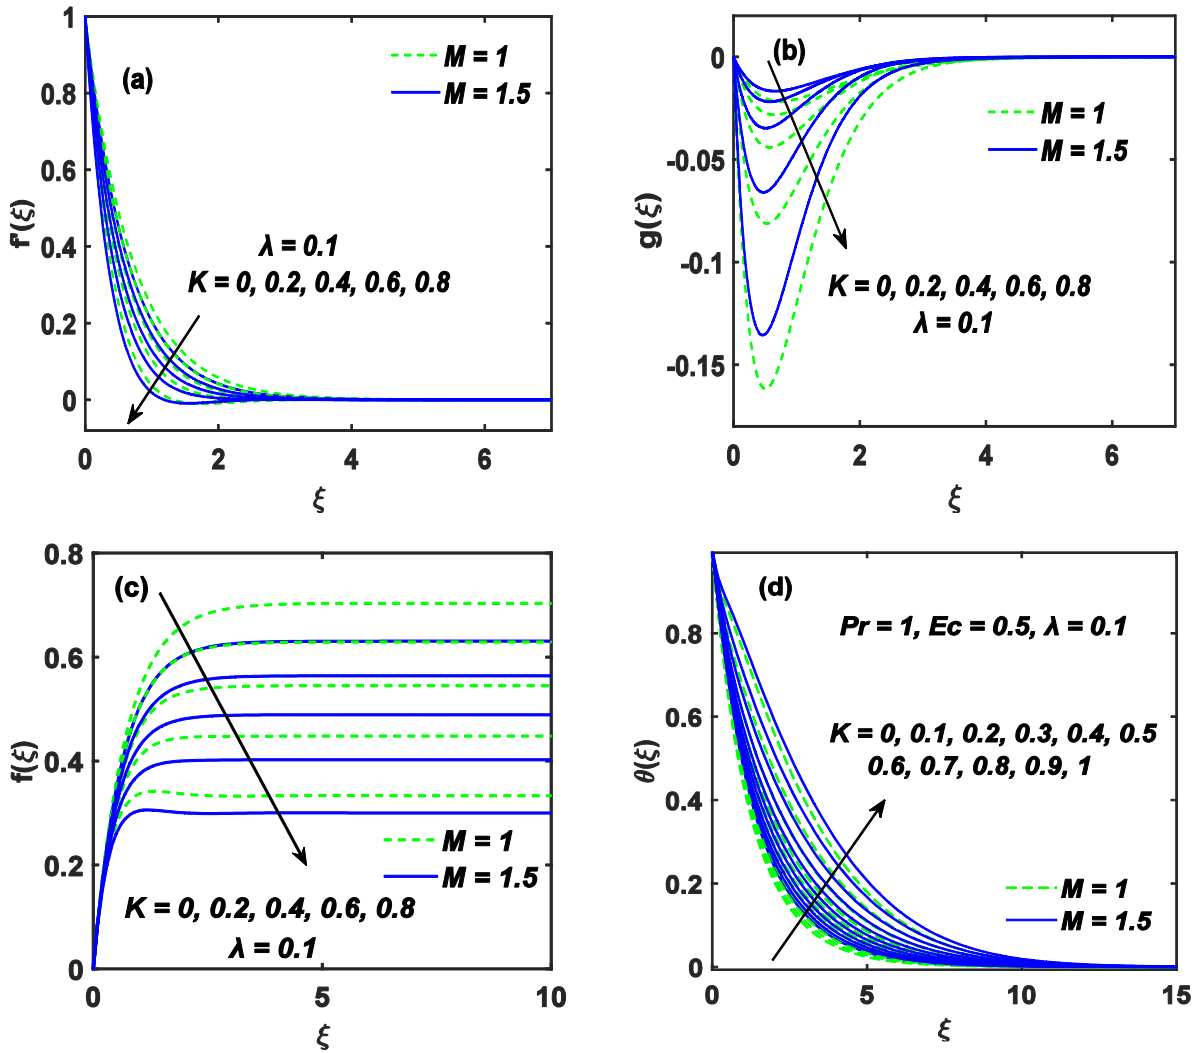 (a)
M = 1
M = 1.5
λ = 0.1
K = 0, 0.2, 0.4, 0.6, 0.8
f'(ξ)
1
0.8
0.6
0.4
0.2
0
0 2 4 6
ξ
(b)
M = 1
M = 1.5
K = 0, 0.2, 0.4, 0.6, 0.8
λ = 0.1
g(ξ)
0
-0.05
-0.1
-0.15
0 2 4 6
ξ
(c)
M = 1
M = 1.5
K = 0, 0.2, 0.4, 0.6, 0.8
λ = 0.1
f(ξ)
0.8
0.6
0.4
0.2
0
0 5 10
ξ
(d)
Pr = 1, Ec = 0.5, λ = 0.1
K = 0, 0.1, 0.2, 0.3, 0.4, 0.5
0.6, 0.7, 0.8, 0.9, 1
M = 1
M = 1.5
θ(ξ)
0.8
0.6
0.4
0.2
0
0 5 10 15
ξ